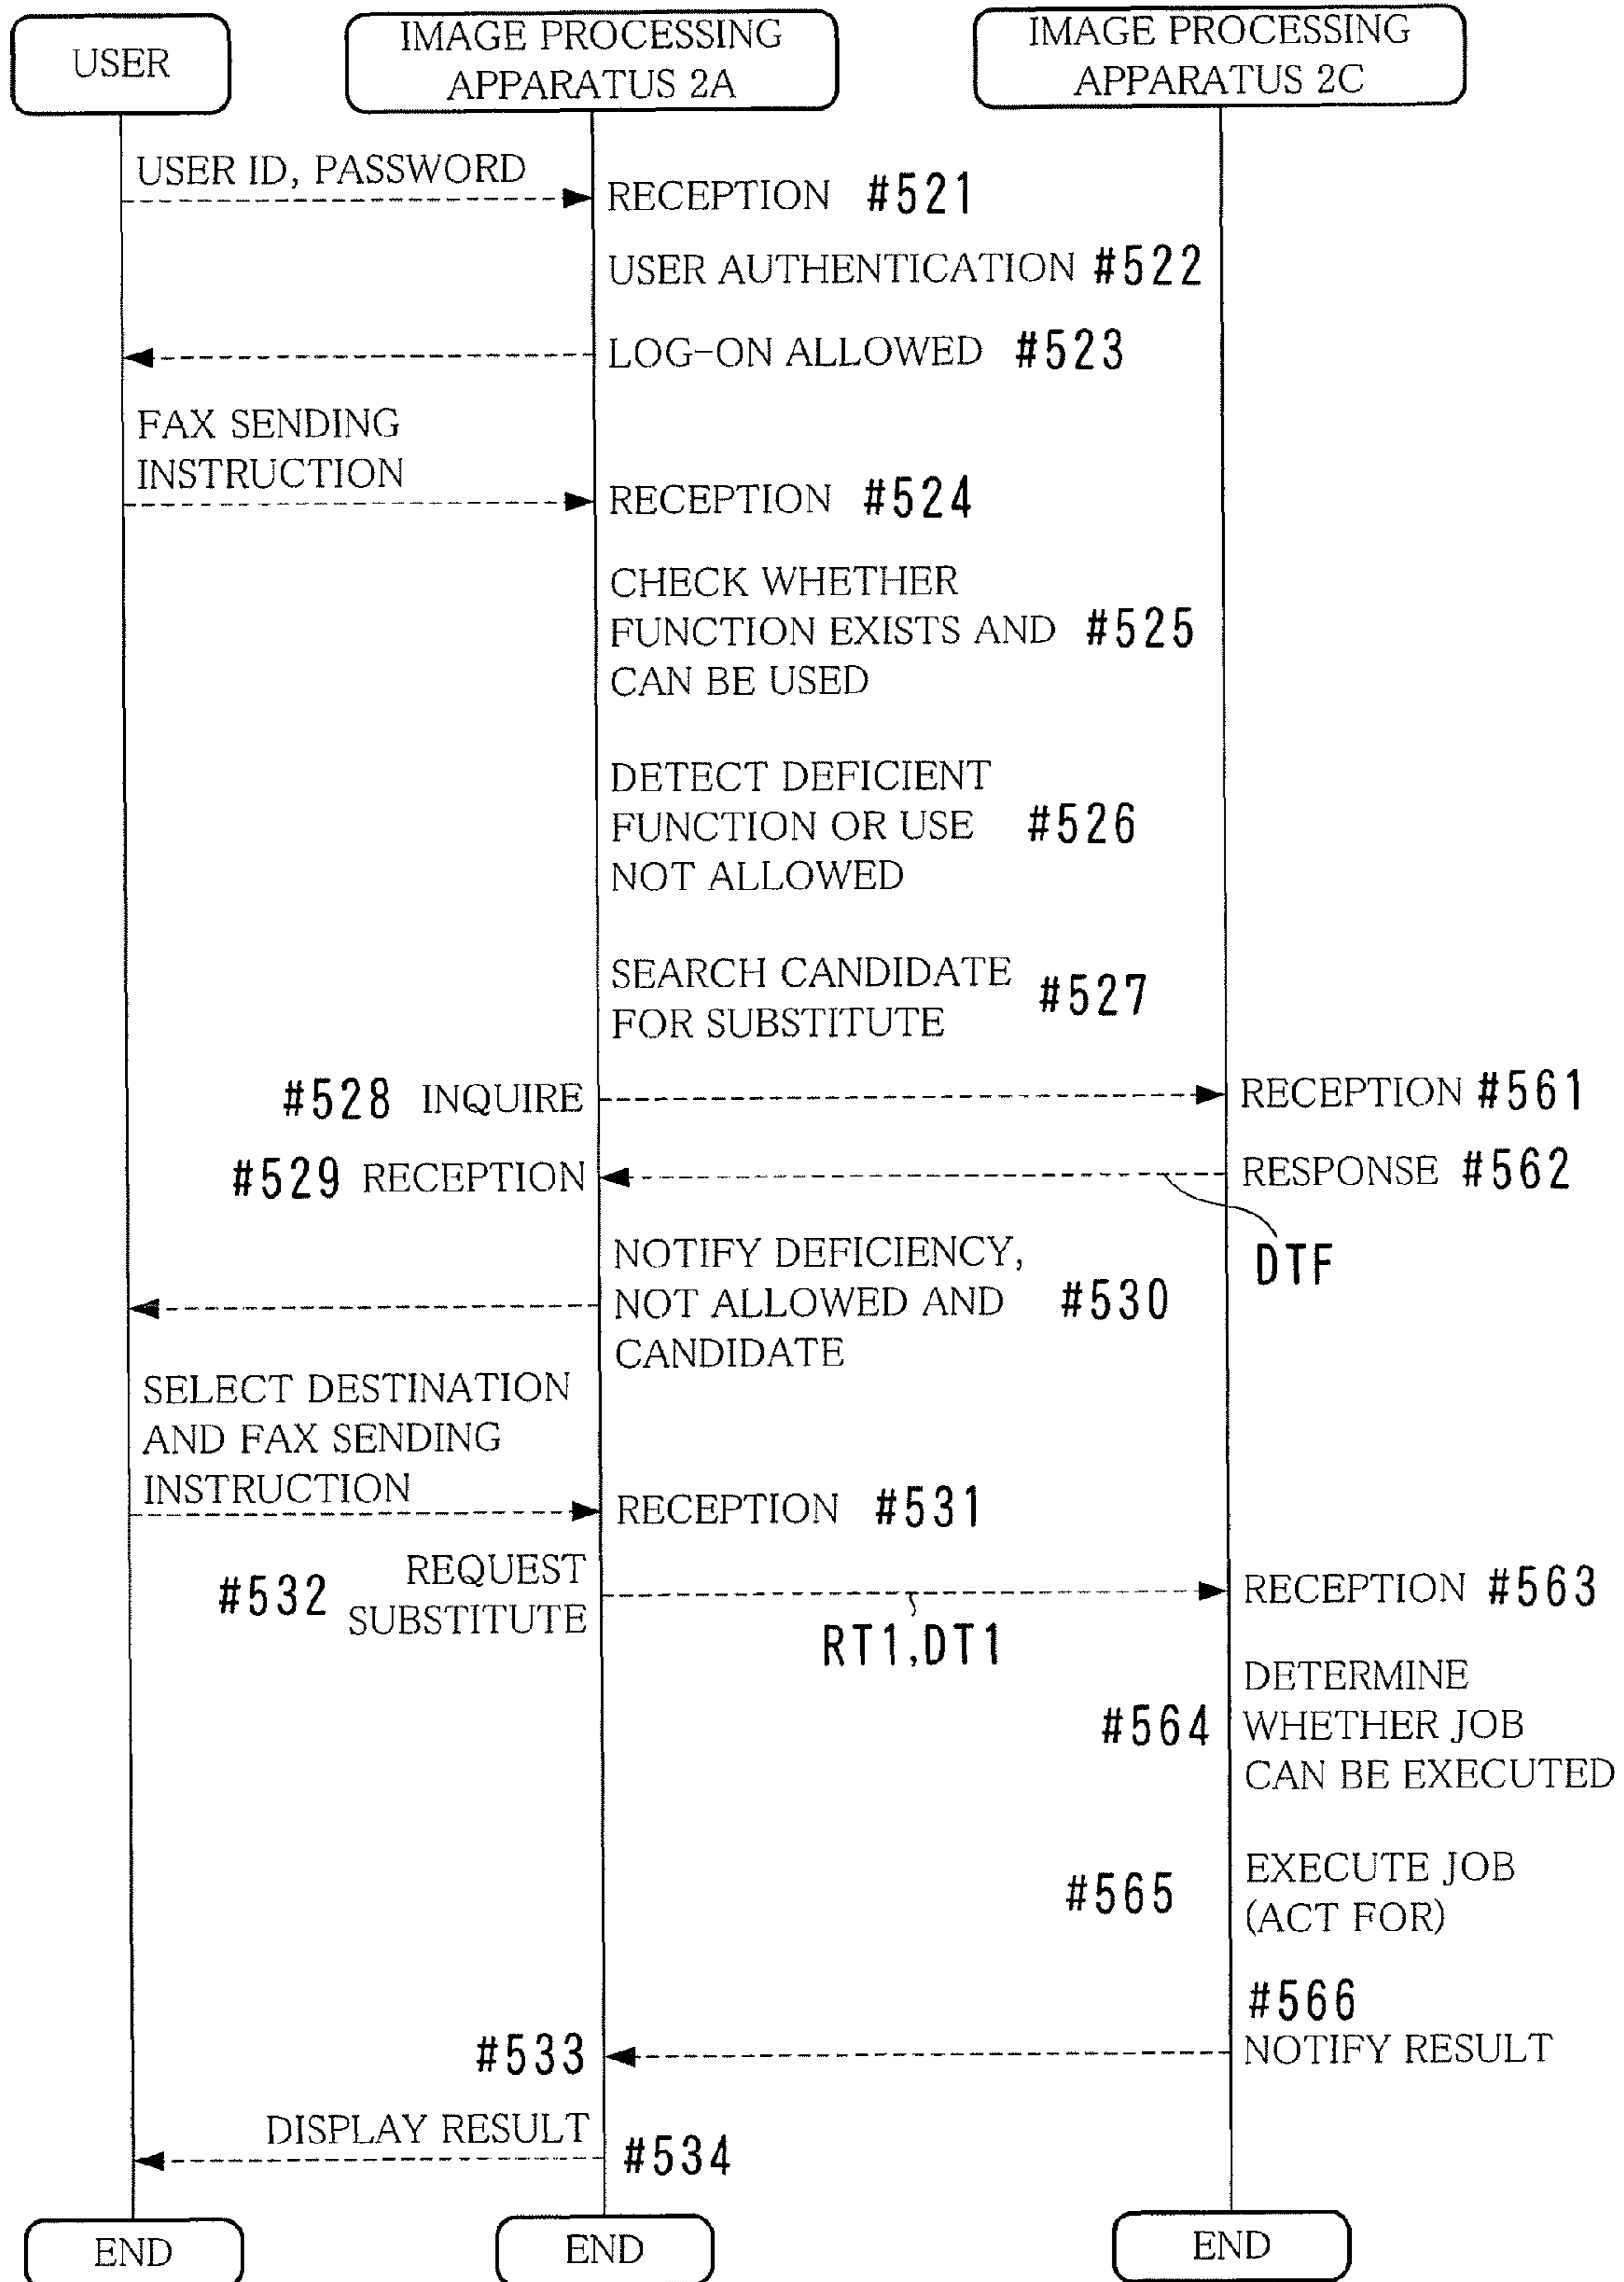 USER
IMAGE PROCESSING
APPARATUS 2A
IMAGE PROCESSING
APPARATUS 2C
USER ID, PASSWORD
RECEPTION #521
USER AUTHENTICATION #522
LOG-ON ALLOWED #523
FAX SENDING
INSTRUCTION
RECEPTION #524
CHECK WHETHER
FUNCTION EXISTS AND #525
CAN BE USED
DETECT DEFICIENT
FUNCTION OR USE #526
NOT ALLOWED
SEARCH CANDIDATE
FOR SUBSTITUTE
#527
#528 INQUIRE
RECEPTION #561
#529 RECEPTION
RESPONSE #562
DTF
NOTIFY DEFICIENCY,
NOT ALLOWED AND #530
CANDIDATE
SELECT DESTINATION
AND FAX SENDING
INSTRUCTION
RECEPTION #531
#532
REQUEST
SUBSTITUTE
RT1,DT1
RECEPTION #563
DETERMINE
#564 WHETHER JOB
CAN BE EXECUTED
#565
EXECUTE JOB
(ACT FOR)
#566
NOTIFY RESULT
#533
DISPLAY RESULT
#534
END
END
END